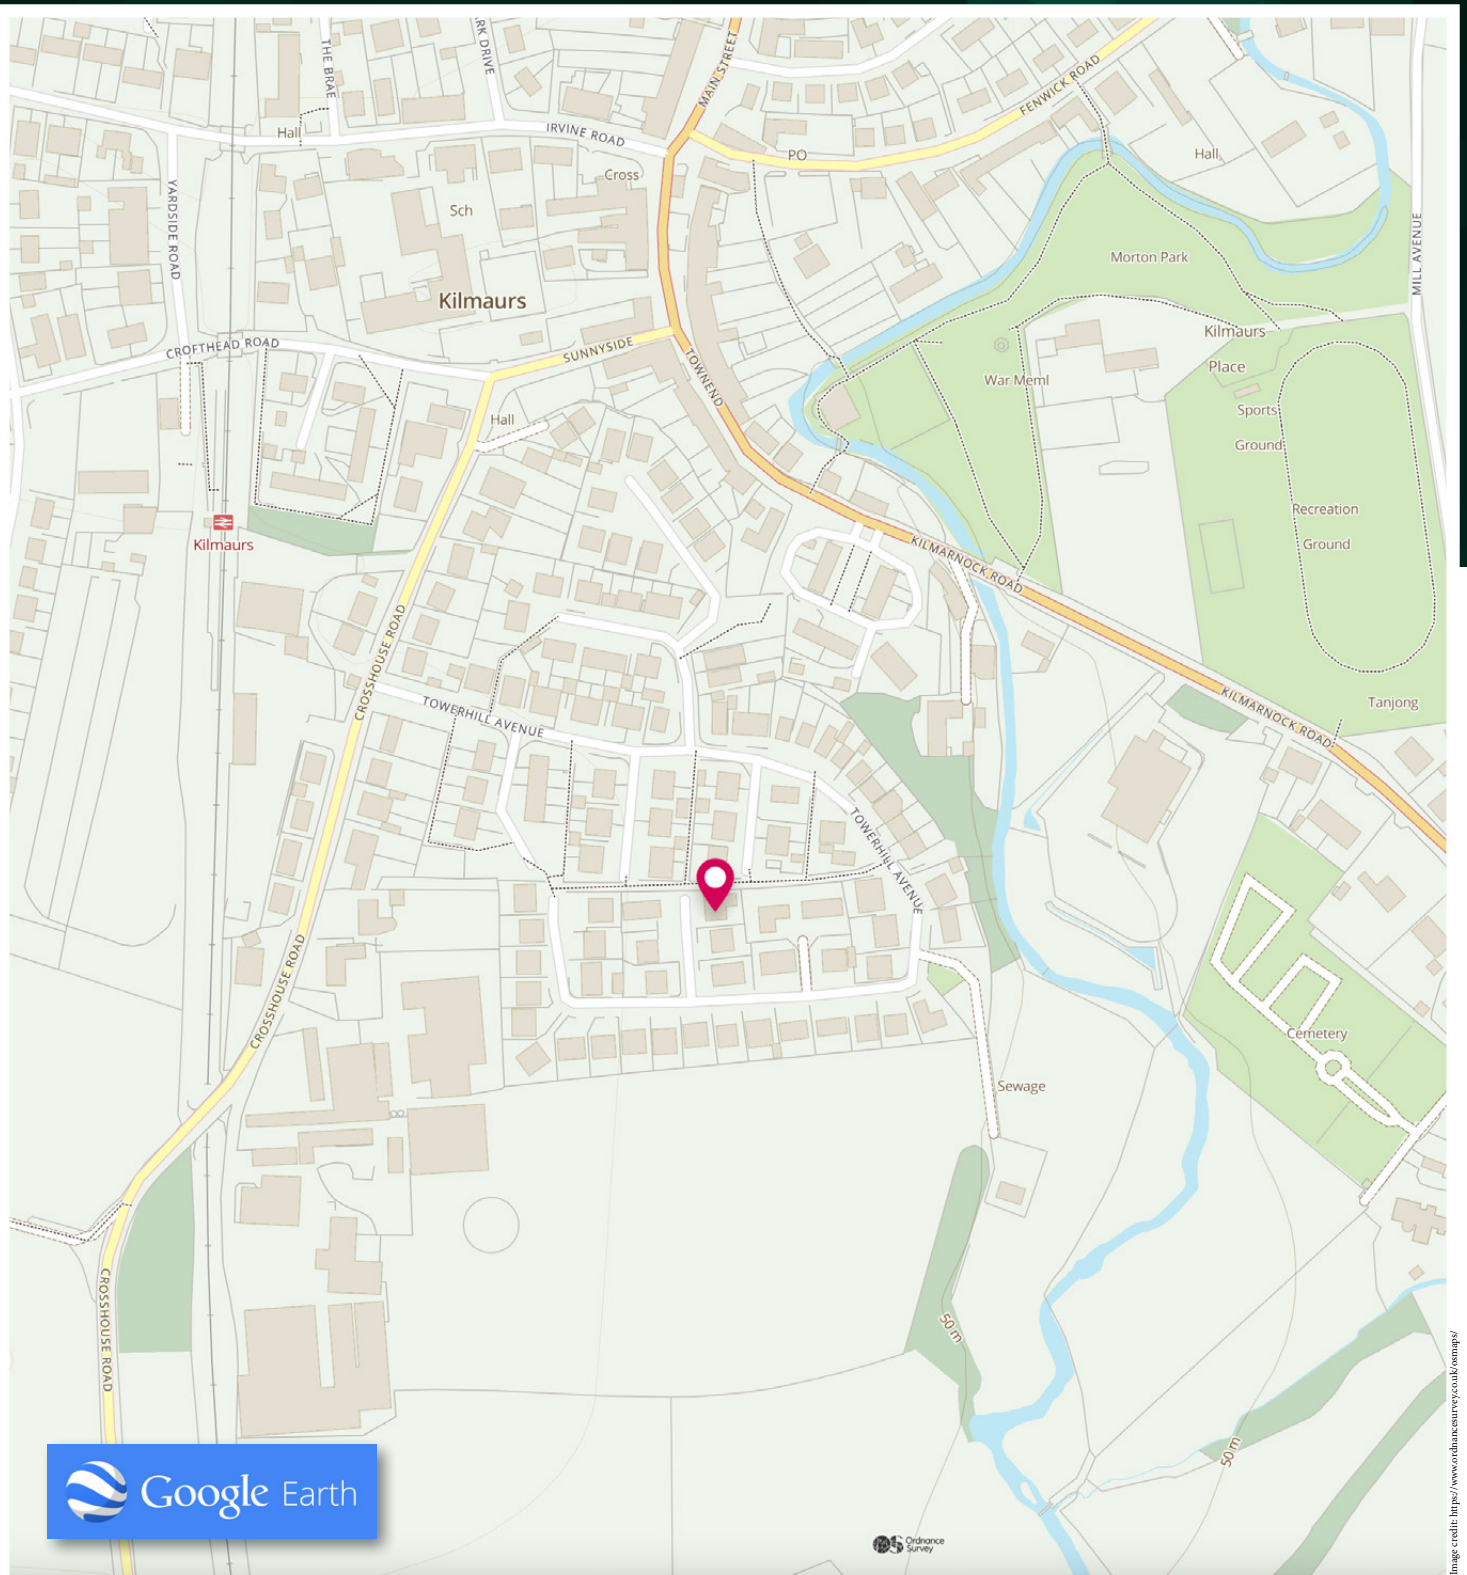 THE BRAE
RK DRIVE
MAIN STREET
FENWICK ROAD
Hall
IRVINE ROAD
PO
Hall
Cross
YARDSIDE ROAD
Sch
MILL AVENUE
Morton Park
Kilmaurs
Kilmaurs
CROFTHEAD ROAD
SUNNYSIDE
TOWNEND
Place
War Meml
Sports
Hall
Ground
Recreation
Kilmaurs
Ground
KILMARNOCK ROAD
CROSSHOUSE ROAD
TOWERHILL AVENUE
KILMARNOCK ROAD
Tanjong
TOWERHILL AVENUE
CROSSHOUSE ROAD
Cemetery
Sewage
CROSSHOUSE ROAD
50 m
50 m
Google Earth
Ordnance
Survey
Image credit: https://www.ordnancesurvey.co.uk/osmaps/